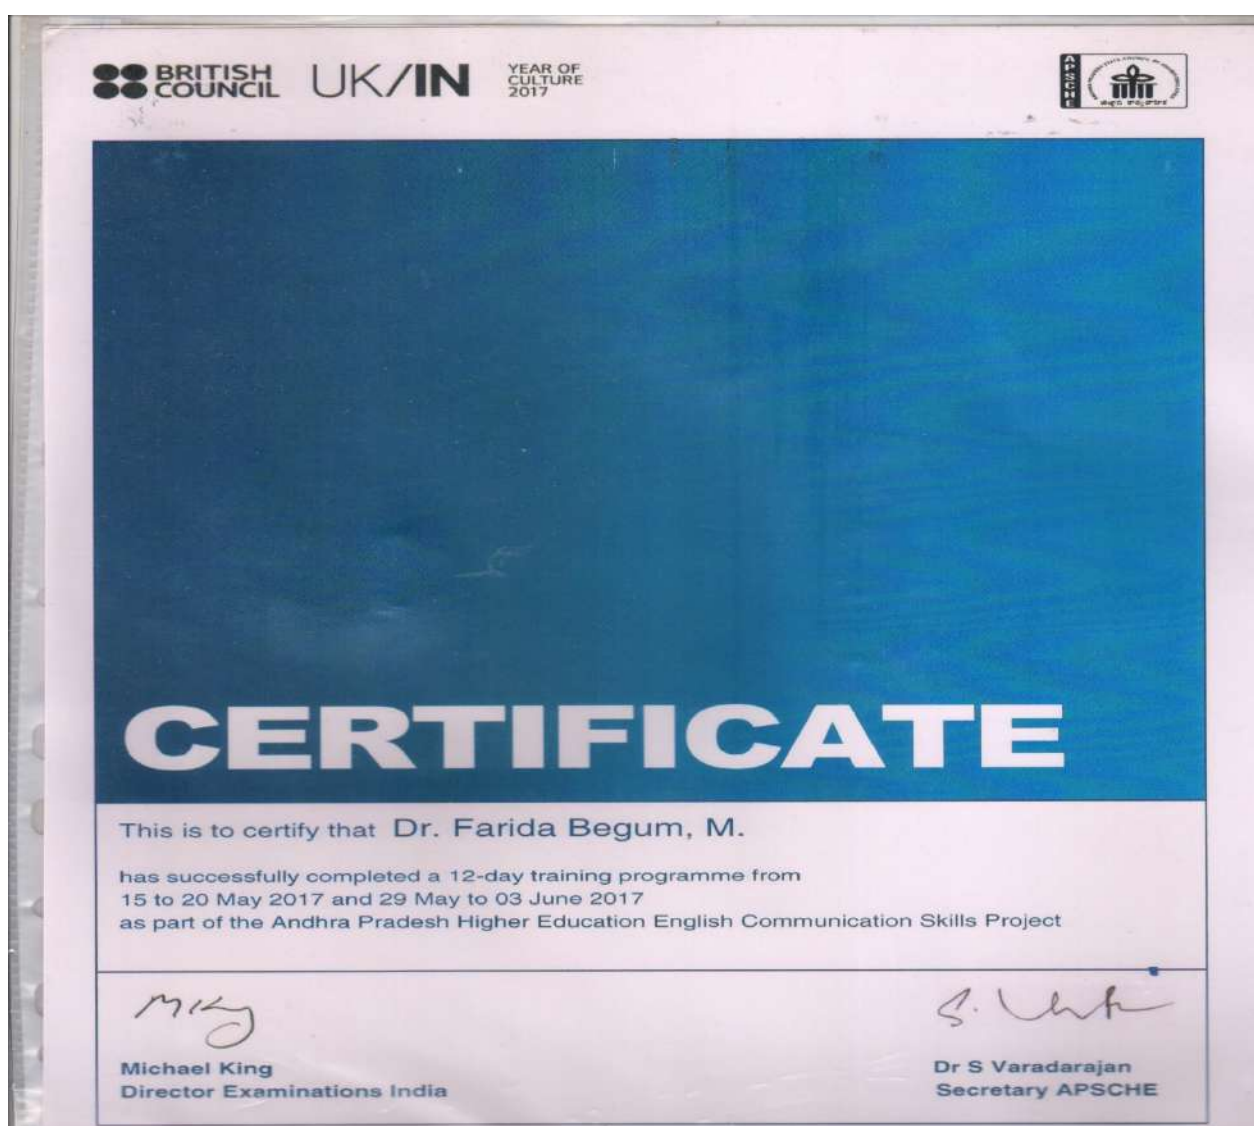 BRITISH
COUNCIL
UK/IN
YEAR OF
CULTURE
2017
APSCHE
CERTIFICATE
This is to certify that Dr. Farida Begum, M.
has successfully completed a 12-day training programme from
15 to 20 May 2017 and 29 May to 03 June 2017
as part of the Andhra Pradesh Higher Education English Communication Skills Project
MKing
Michael King
Director Examinations India
Dr S Varadarajan
Secretary APSCHE